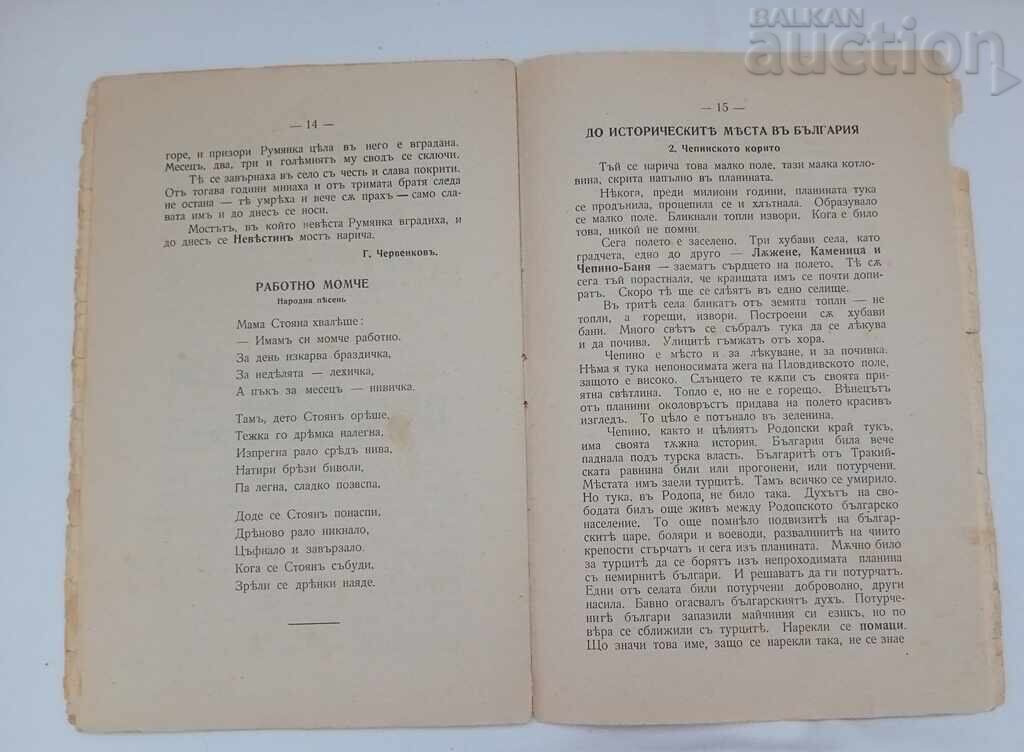 BALKAN
auction
— 14 —
горе, и призори Румянка цѣла въ него е вградана.
Месецъ, два, три и голѣмиятъ му сводъ се сключи.
Тѣ се завърнаха въ село съ честь и слава покрити.
Отъ тогава години минаха и отъ тримата братя следа
не остана — тѣ умрѣха и вече сѫ прахъ — само сла-
вата имъ и до днесъ се носи.
Мостътъ, въ който невѣста Румянка вградиха, и
до днесъ се Невѣстинъ мостъ нарича.
Г. Червенковъ.
РАБОТНО МОМЧЕ
Народна пѣсень
Мама Стояна хвалѣше:
— Имамъ си момче работно.
За день изкарва браздичка,
За недѣлята — лехичка,
А пъкъ за месецъ — нивичка.
Тамъ, дето Стоянъ орѣше,
Тежка го дрѣмка налегна,
Изпрегна рало срѣдъ нива,
Натири брѣзи биволи,
Па легна, сладко позвспа,
Доде се Стоянъ понаспи,
Дрѣново рало никнало,
Цъфнало и завързало.
Кога се Стоянъ събуди,
Зрѣли се дрѣнки наяде.
— 15 —
ДО ИСТОРИЧЕСКИТѢ МѢСТА ВЪ БЪЛГАРИЯ
2. Чепинското корито
Тъй се нарича това малко поле, тази малка котло-
вина, скрита напълно въ планината.
Нѣкога, преди милиони години, планината тука
се продънила, процепила се и хлътнала. Образувало
се малко поле. Бликнали топли извори. Кога е било
това, никой не помни.
Сега полето е заселено. Три хубави села, като
градчета, едно до друго — Лѫжене, Каменица и
Чепино-Баня — заематъ сърдцето на полето. Тѣ сѫ
сега тъй порастнали, че краищата имъ се почти допи-
ратъ. Скоро тѣ ще се слѣятъ въ едно селище.
Въ тритѣ села бликатъ отъ земята топли — не
топли, а горещи, извори. Построени сѫ хубави
бани. Много свѣтъ се събралъ тука да се лѣкува
и да почива. Улицитѣ гъмжатъ отъ хора.
Чепино е мѣсто и за лѣкуване, и за почивка.
Нѣма я тука непоносимата жега на Пловдивското поле,
защото е високо. Слънцето те кѫпи съ своята при-
ятна свѣтлина. Топло е, но не е горещо. Вѣнецътъ
отъ планини околовръстъ придава на полето красивъ
изгледъ. То цѣло е потънало въ зеленина.
Чепино, както и цѣлиятъ Родопски край тукъ,
има своята тѫжна история. България била вече
паднала подъ турска власть. Българитѣ отъ Тракий-
ската равнина били или прогонени, или потурчени.
Мѣстата имъ заели турцитѣ. Тамъ всичко се умирило.
Но тука, въ Родопа, не било така. Духътъ на сво-
бодата билъ още живъ между Родопското българско
население. То още помнѣло подвизитѣ на българ-
скитѣ царе, боляри и воеводи, развалинитѣ на чиито
крепости стърчатъ и сега изъ планината. Мѫчно било
за турцитѣ да се борятъ изъ непроходимата планина
съ немирнитѣ българи. И решаватъ да ги потурчатъ.
Едни отъ селата били потурчени доброволно, други
насила. Бавно огасвалъ българскиятъ духъ. Потурче-
нитѣ българи запазили майчиния си езикъ, но по
вѣра се сближили съ турцитѣ. Нарекли се помаци.
Що значи това име, защо се нарекли така, не се знае